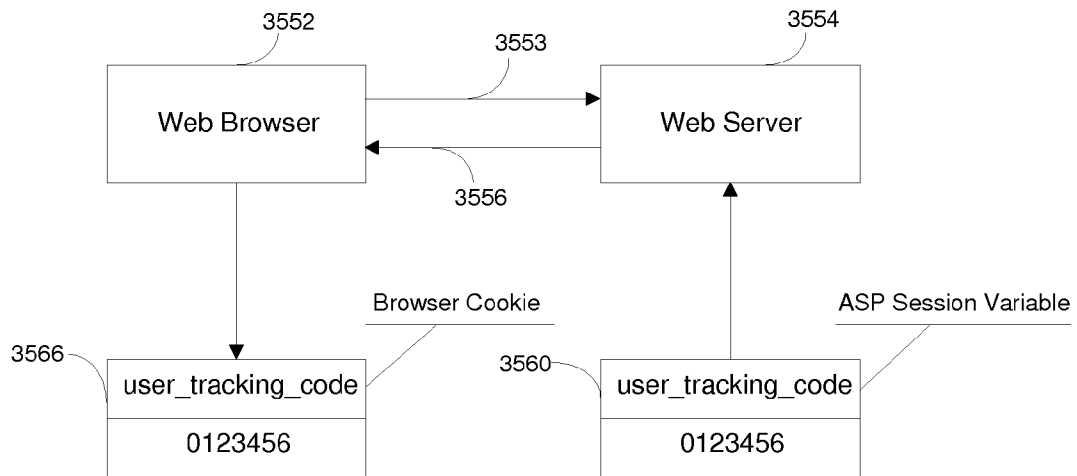 3552
3554
3553
Web Browser
Web Server
3556
Browser Cookie
ASP Session Variable
3566
3560
user_tracking_code
user_tracking_code
0123456
0123456